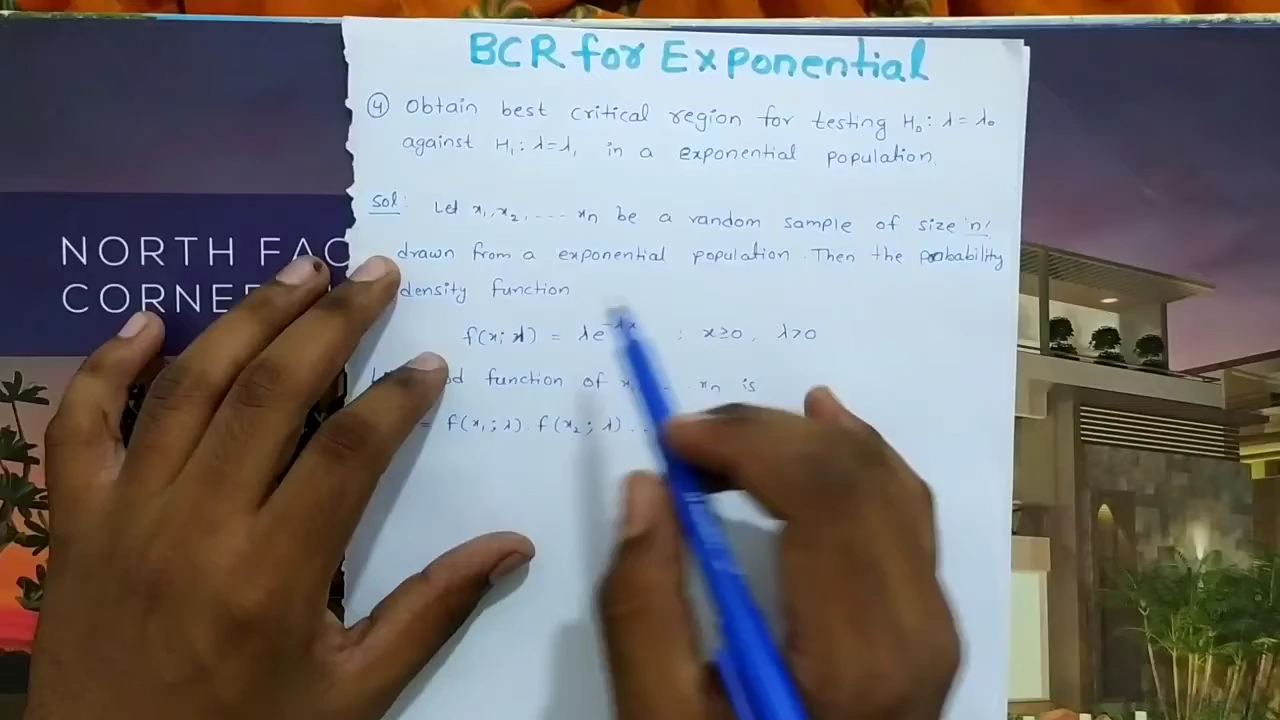 BCR for Exponential
④ Obtain best critical region for testing H₀: λ = λ₀
against H₁: λ = λ₁ in a exponential population.
Sol: Let x₁, x₂, .... xn be a random sample of size 'n'
drawn from a exponential population. Then the probability
density function
f(x; λ) = λe^-λx ; x≥0, λ>0
function of xn is
= f(x₁; λ). f(x₂; λ)...
NORTH FAC
CORNE